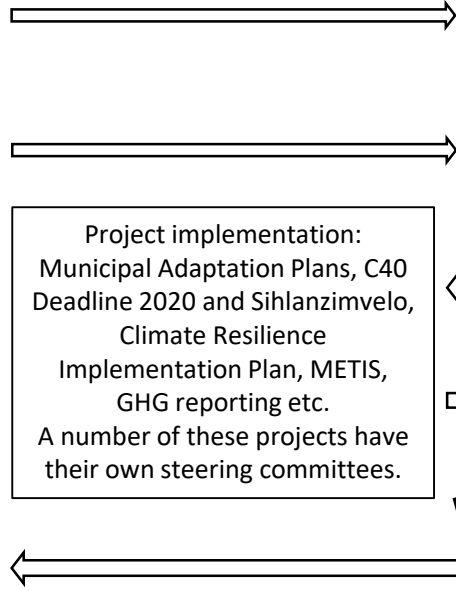 Project implementation:
Municipal Adaptation Plans, C40
Deadline 2020 and Sihlanzimvelo,
Climate Resilience
Implementation Plan, METIS,
GHG reporting etc.
A number of these projects have
their own steering committees.